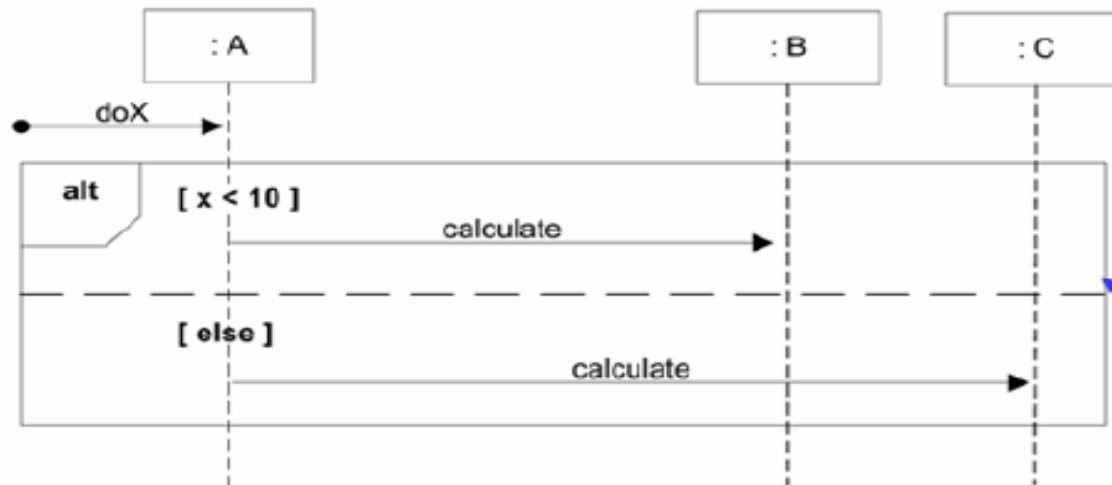 : A
: B
: C
doX
alt
[ x < 10 ]
calculate
[ else ]
calculate